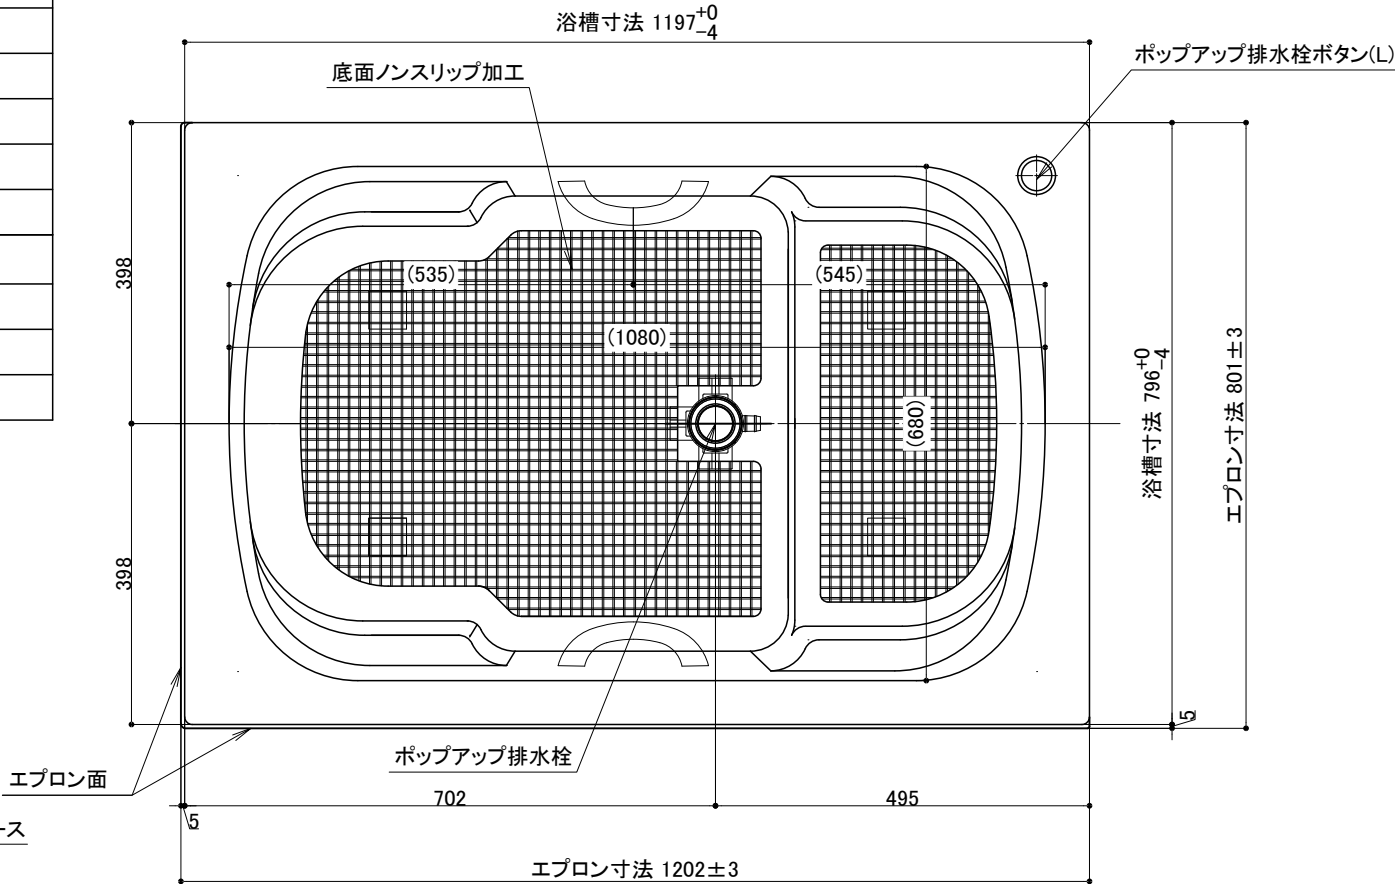 浴槽寸法 1197 +0 -4
ポップアップ排水栓ボタン(L)
底面ノンスリップ加工
(535)
(545)
398
(1080)
浴槽寸法 796 +0 -4
エプロン寸法 801±3
(680)
398
5
ポップアップ排水栓
エプロン面
702
495
5
ース
エプロン寸法 1202±3